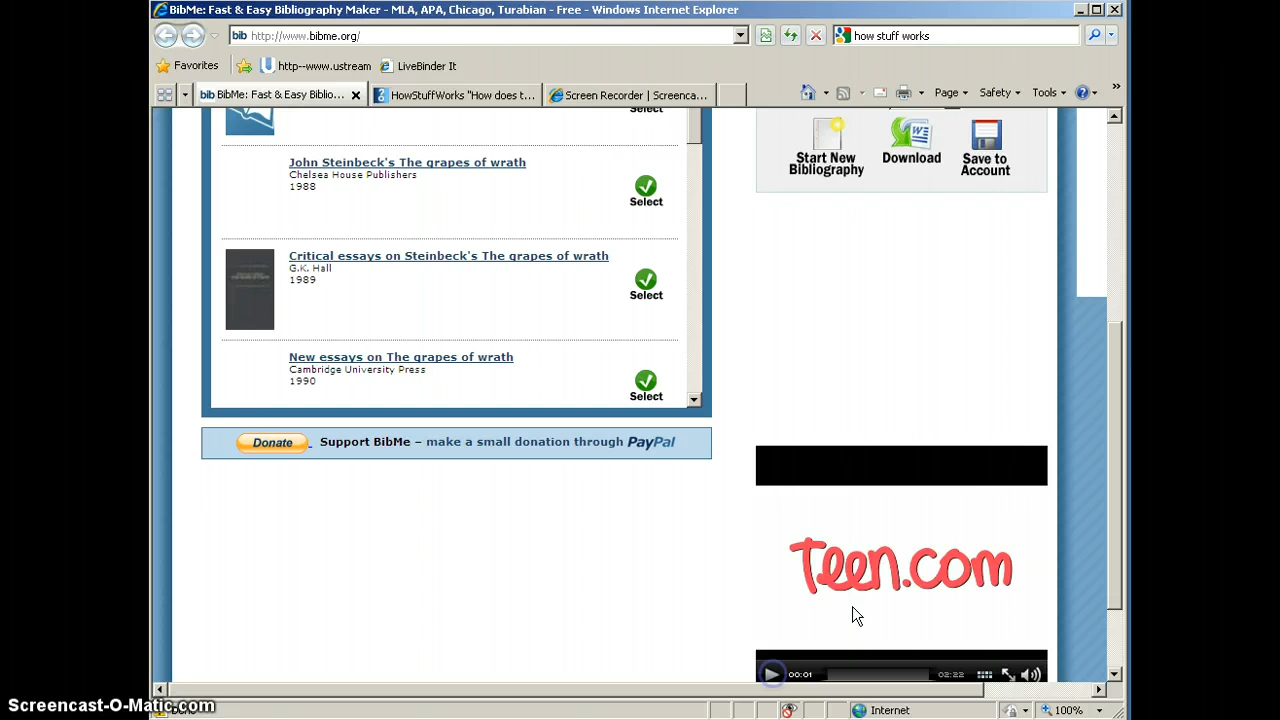 BibMe: Fast & Easy Bibliography Maker - MLA, APA, Chicago, Turabian - Free - Windows Internet Explorer
bib http://www.bibme.org/
how stuff works
Favorites http--www.ustream LiveBinder It
bib BibMe: Fast & Easy Biblio... x HowStuffWorks "How does t... Screen Recorder | Screenca...
Page Safety Tools »
Select
John Steinbeck's The grapes of wrath
Chelsea House Publishers
1988
Select
Critical essays on Steinbeck's The grapes of wrath
G.K. Hall
1989
Select
New essays on The grapes of wrath
Cambridge University Press
1990
Select
Start New Bibliography
Download
Save to Account
Donate Support BibMe – make a small donation through PayPal
Teen.com
00:01 02:22
Screencast-O-Matic.com
Internet 100%